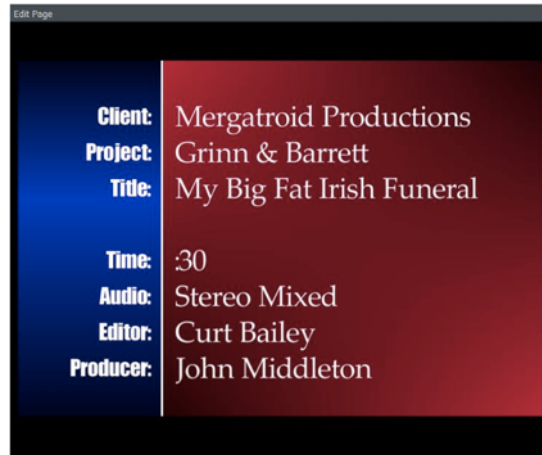 Edit Page
Client: Mergatroid Productions
Project: Grinn & Barrett
Title: My Big Fat Irish Funeral
Time: :30
Audio: Stereo Mixed
Editor: Curt Bailey
Producer: John Middleton